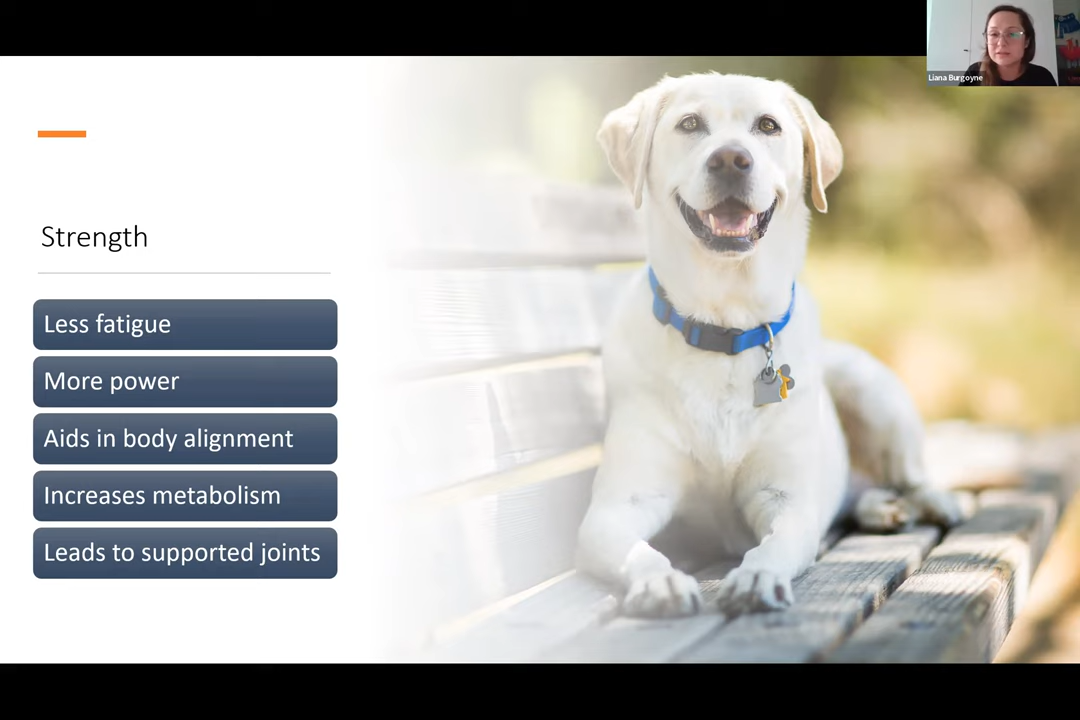 Liana Burgoyne
Strength
Less fatigue
More power
Aids in body alignment
Increases metabolism
Leads to supported joints